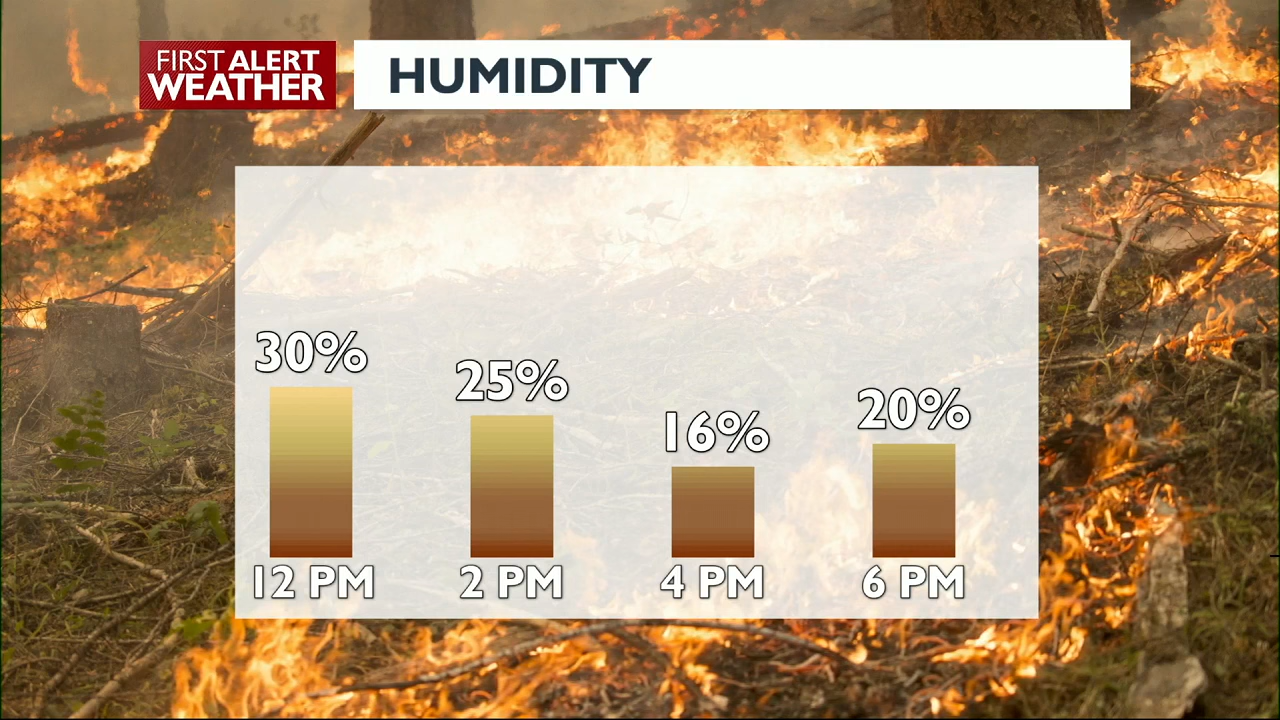 FIRST ALERT
WEATHER
HUMIDITY
30%
25%
16%
20%
12 PM
2 PM
4 PM
6 PM